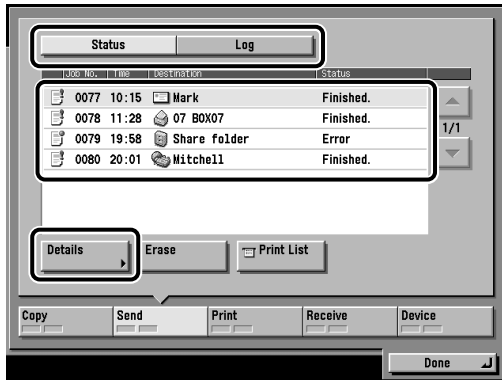 Status Log
Job No. Time Destination Status
0077 10:15 Mark Finished.
0078 11:28 07 BOX07 Finished.
0079 19:58 Share folder Error
0080 20:01 Mitchell Finished.
1/1
Details Erase Print List
Copy Send Print Receive Device
Done